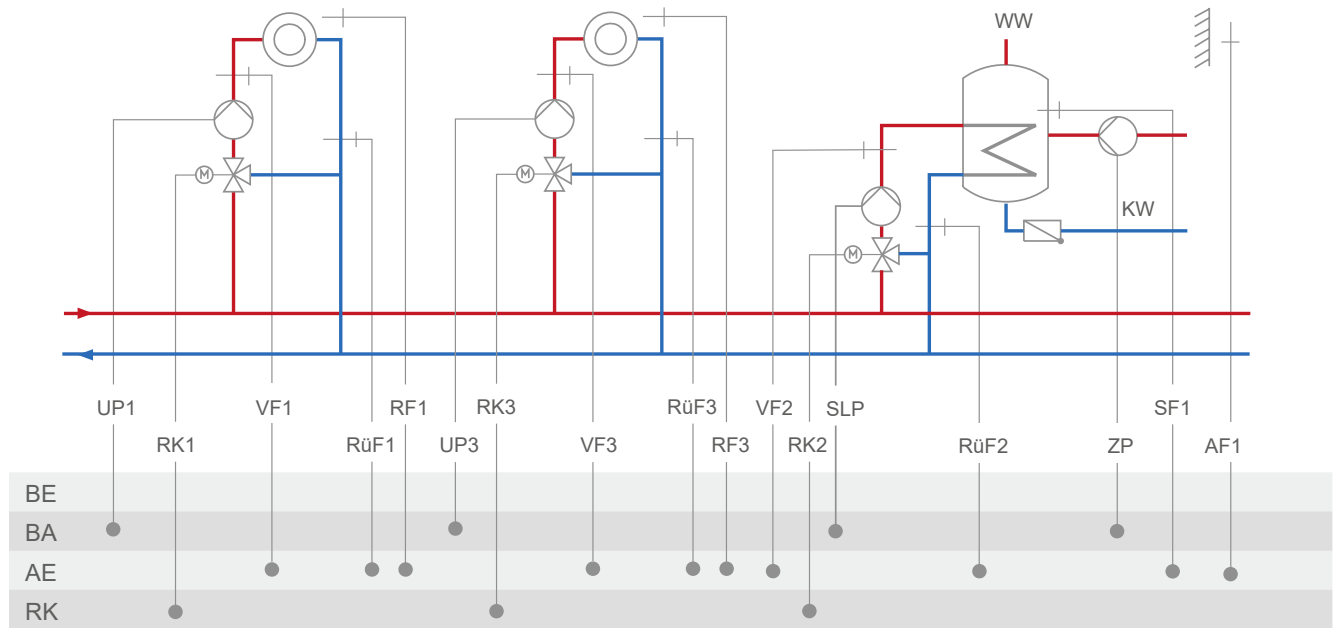 WW
KW
M
M
M
UP1 VF1 RF1 RK3 RüF3 VF2 SLP SF1
RK1 RüF1 UP3 VF3 RF3 RK2 RüF2 ZP AF1
BE
BA
AE
RK